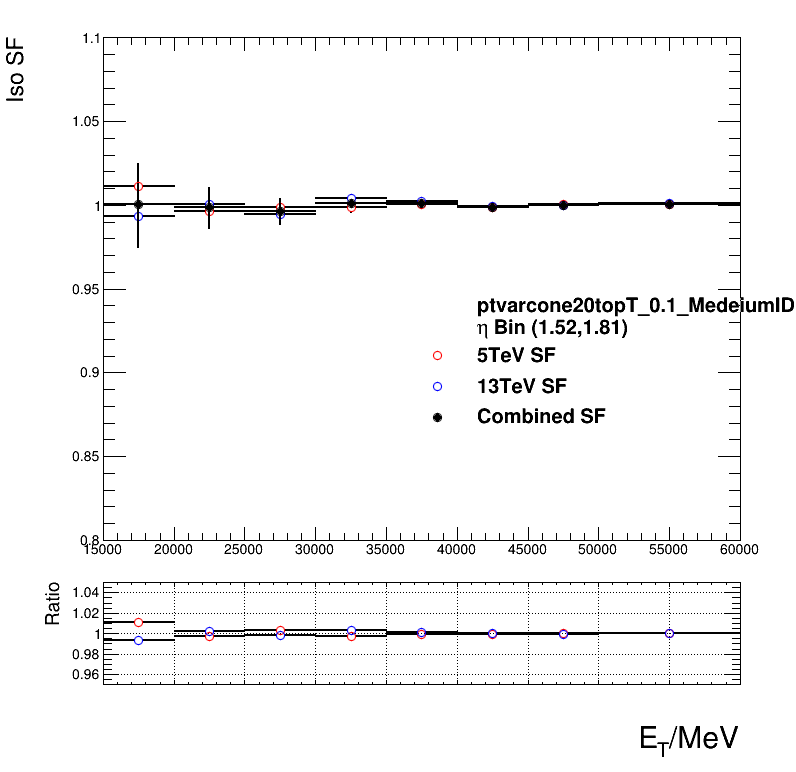 Iso SF
1.1
1.05
1
0.95
0.9
0.85
0.8
ptvarcone20topT_0.1_MedeiumID
η Bin (1.52,1.81)
5TeV SF
13TeV SF
Combined SF
15000 20000 25000 30000 35000 40000 45000 50000 55000 60000
Ratio
1.04
1.02
1
0.98
0.96
E_T/MeV